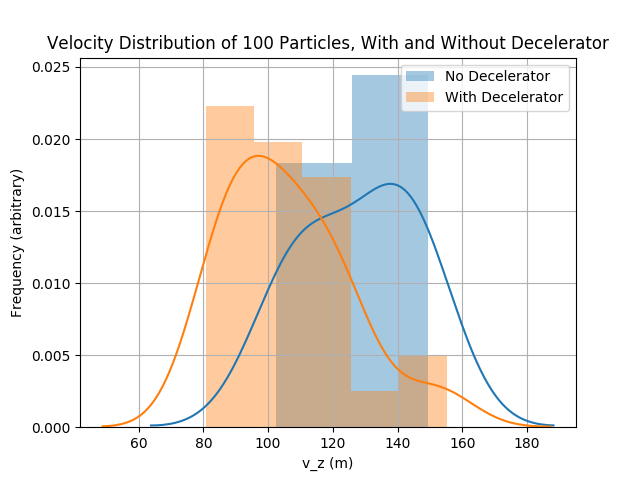 Velocity Distribution of 100 Particles, With and Without Decelerator
No Decelerator
With Decelerator
Frequency (arbitrary)
0.025
0.020
0.015
0.010
0.005
0.000
60 80 100 120 140 160 180
v_z (m)